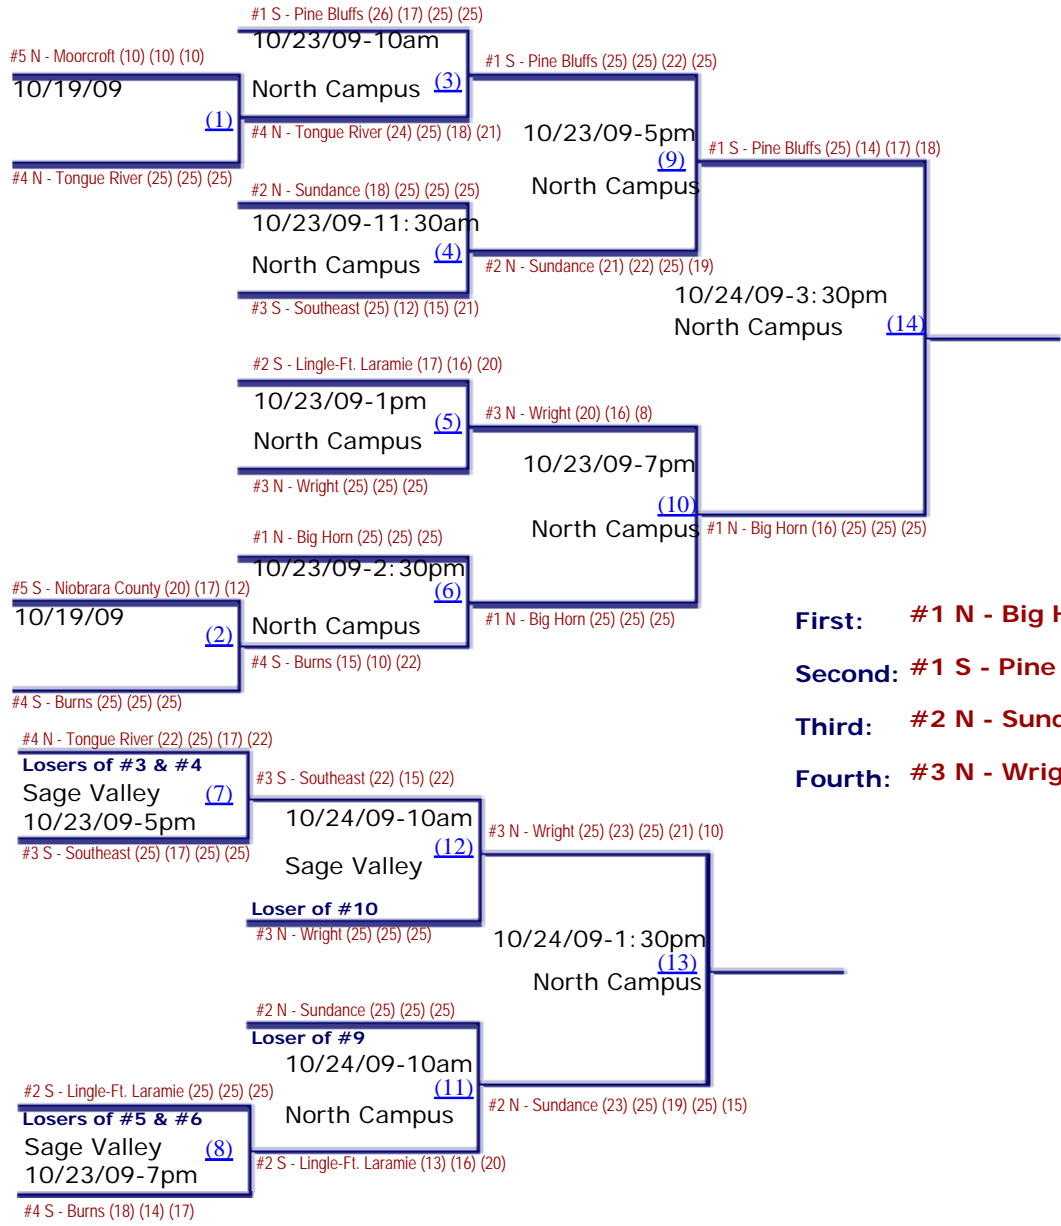 #1 S - Pine Bluffs (26) (17) (25) (25)
10/23/09-10am
#5 N - Moorcroft (10) (10) (10)
#1 S - Pine Bluffs (25) (25) (22) (25)
10/19/09
North Campus (3)
(1)
#4 N - Tongue River (24) (25) (18) (21)
10/23/09-5pm
#1 S - Pine Bluffs (25) (14) (17) (18)
(9)
#4 N - Tongue River (25) (25) (25)
#2 N - Sundance (18) (25) (25) (25)
North Campus
10/23/09-11:30am
(4)
North Campus
#2 N - Sundance (21) (22) (25) (19)
#3 S - Southeast (25) (12) (15) (21)
10/24/09-3:30pm
North Campus (14)
#2 S - Lingle-Ft. Laramie (17) (16) (20)
10/23/09-1pm
#3 N - Wright (20) (16) (8)
(5)
North Campus
10/23/09-7pm
#3 N - Wright (25) (25) (25)
(10)
#1 N - Big Horn (25) (25) (25)
North Campus
#1 N - Big Horn (16) (25) (25) (25)
10/23/09-2:30pm
#5 S - Niobrara County (20) (17) (12)
(6)
10/19/09
North Campus
#1 N - Big Horn (25) (25) (25)
First: #1 N - Big H
(2)
#4 S - Burns (15) (10) (22)
Second: #1 S - Pine
#4 S - Burns (25) (25) (25)
Third: #2 N - Sund
#4 N - Tongue River (22) (25) (17) (22)
Losers of #3 & #4
#3 S - Southeast (22) (15) (22)
Fourth: #3 N - Wrig
Sage Valley (7)
10/23/09-5pm
10/24/09-10am
#3 N - Wright (25) (23) (25) (21) (10)
#3 S - Southeast (25) (17) (25) (25)
(12)
Sage Valley
Loser of #10
#3 N - Wright (25) (25) (25)
10/24/09-1:30pm
(13)
North Campus
#2 N - Sundance (25) (25) (25)
Loser of #9
10/24/09-10am
#2 S - Lingle-Ft. Laramie (25) (25) (25)
(11)
#2 N - Sundance (23) (25) (19) (25) (15)
Losers of #5 & #6
North Campus
Sage Valley (8)
#2 S - Lingle-Ft. Laramie (13) (16) (20)
10/23/09-7pm
#4 S - Burns (18) (14) (17)